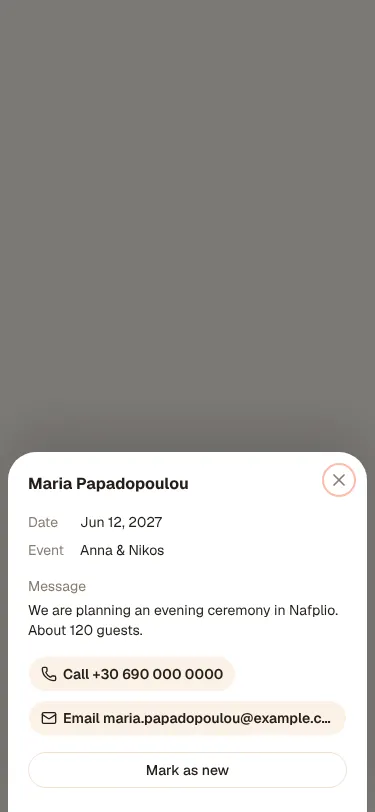 Maria Papadopoulou
Date Jun 12, 2027
Event Anna & Nikos
Message
We are planning an evening ceremony in Nafplio.
About 120 guests.
Call +30 690 000 0000
Email maria.papadopoulou@example.c...
Mark as new